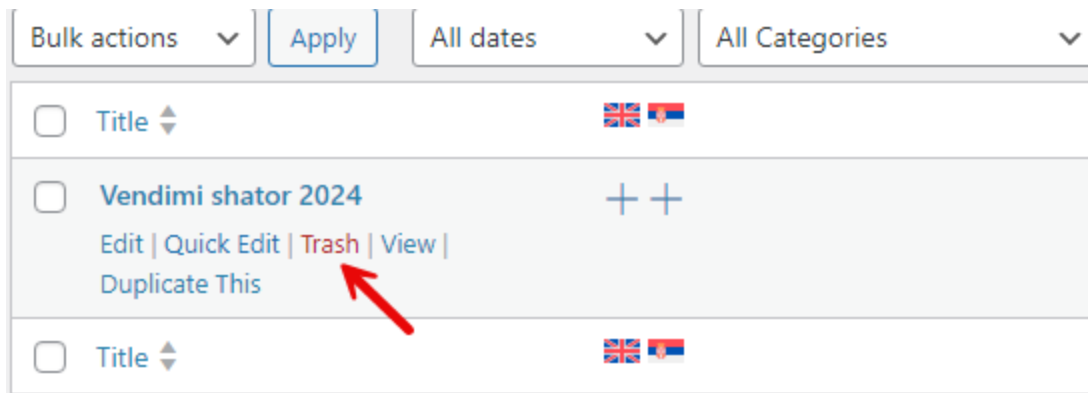 Bulk actions Apply All dates All Categories
Title
Vendimi shator 2024
Edit | Quick Edit | Trash | View |
Duplicate This
Title